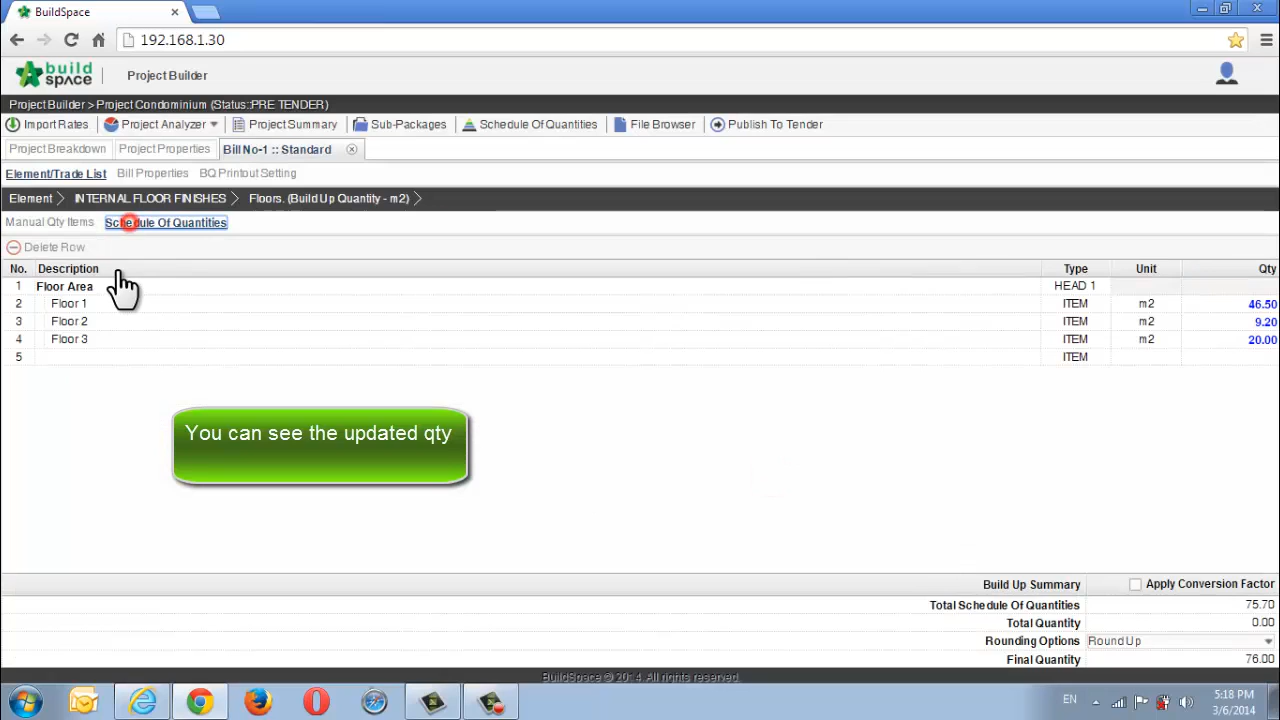 BuildSpace
192.168.1.30
build space
Project Builder
Project Builder > Project Condominium (Status::PRE TENDER)
Import Rates Project Analyzer Project Summary Sub-Packages Schedule Of Quantities File Browser Publish To Tender
Project Breakdown Project Properties Bill No-1 :: Standard
Element/Trade List Bill Properties BQ Printout Setting
Element INTERNAL FLOOR FINISHES Floors. (Build Up Quantity - m2)
Manual Qty Items Schedule Of Quantities
Delete Row
No. Description Type Unit Qty
1 Floor Area HEAD 1
2 Floor 1 ITEM m2 46.50
3 Floor 2 ITEM m2 9.20
4 Floor 3 ITEM m2 20.00
5 ITEM
You can see the updated qty
Build Up Summary Apply Conversion Factor
Total Schedule Of Quantities 75.70
Total Quantity 0.00
Rounding Options Round Up
Final Quantity 76.00
BuildSpace © 2014. All rights reserved.
EN 5:18 PM
3/6/2014